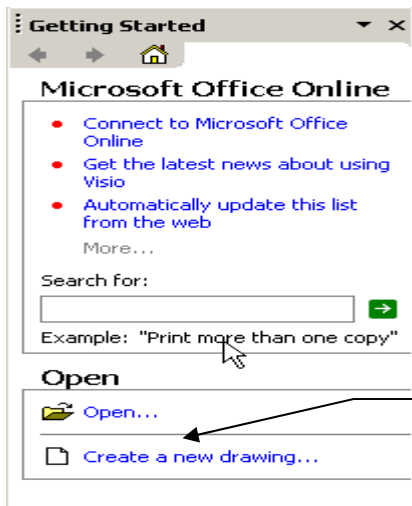 Getting Started
Microsoft Office Online
Connect to Microsoft Office
Online
Get the latest news about using
Visio
Automatically update this list
from the web
More...
Search for:
Example: "Print more than one copy"
Open
Open...
Create a new drawing...